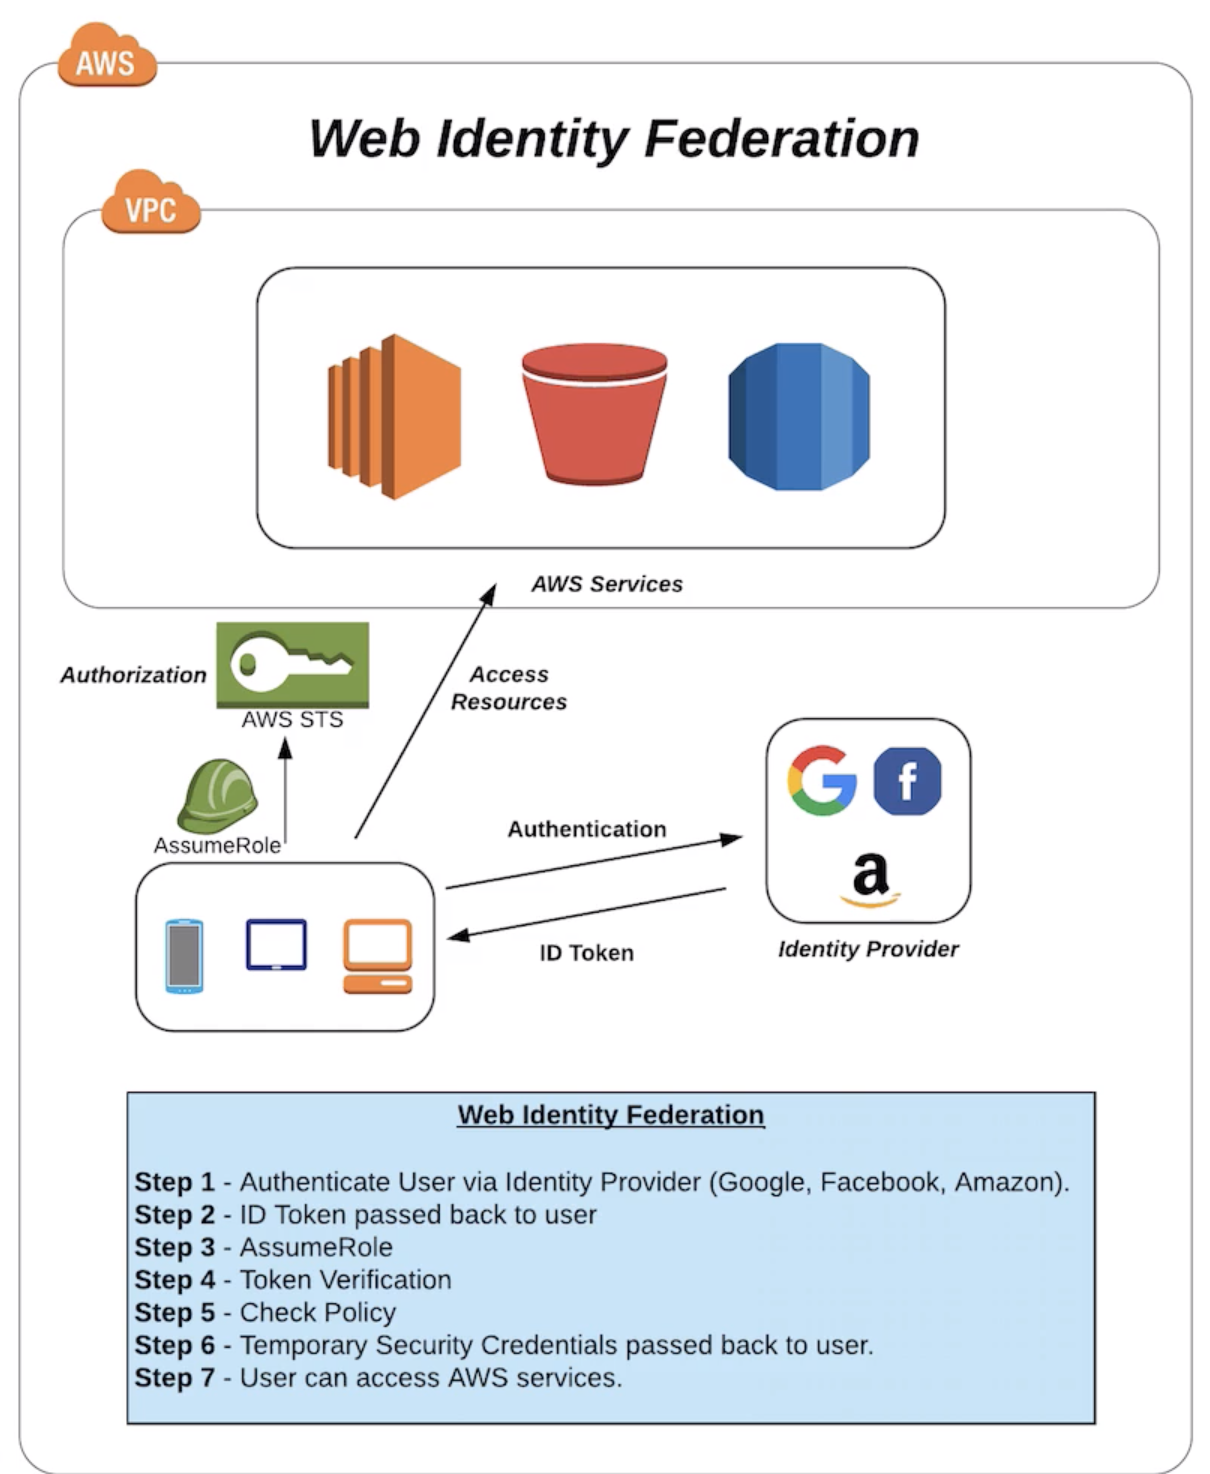 AWS
Web Identity Federation
VPC
AWS Services
Authorization
AWS STS
Access
Resources
AssumeRole
Authentication
ID Token
f
a
Identity Provider
Web Identity Federation
Step 1 - Authenticate User via Identity Provider (Google, Facebook, Amazon).
Step 2 - ID Token passed back to user
Step 3 - AssumeRole
Step 4 - Token Verification
Step 5 - Check Policy
Step 6 - Temporary Security Credentials passed back to user.
Step 7 - User can access AWS services.